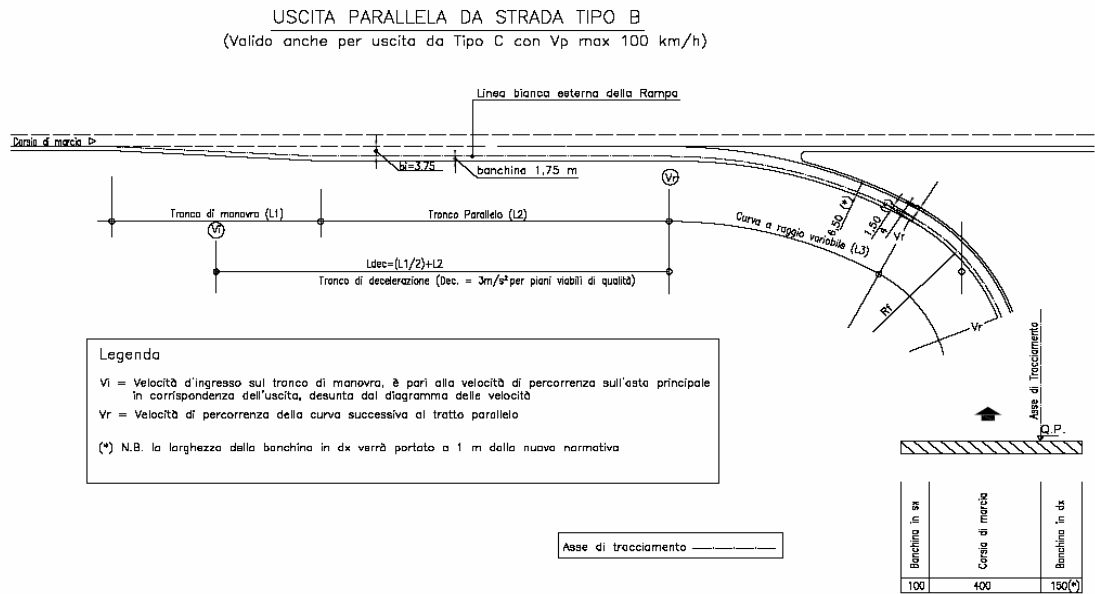 USCITA PARALLELA DA STRADA TIPO B
(Valido anche per uscita da Tipo C con Vp max 100 km/h)
Linea bianca esterna della Rampa
Corsia di marcia
bi=3.75
banchina 1,75 m
Vr
Tronco di manovra (L1)
Tronco Parallelo (L2)
Curva a raggio variabile (L3)
6,50 (*)
1,50 (*)
4
Vr
Vi
Ldec=(L1/2)+L2
Tronco di decelerazione (Dec. = 3m/s² per piani viabili di qualità)
Rf
Vr
Asse di Tracciamento
Q.P.
Legenda
Vi = Velocità d'ingresso sul tronco di manovra, è pari alla velocità di percorrenza sull'asta principale
in corrispondenza dell'uscita, desunta dal diagramma delle velocità
Vr = Velocità di percorrenza della curva successiva al tratto parallelo
(*) N.B. la larghezza della banchina in dx verrà portata a 1 m dalla nuova normativa
Asse di tracciamento
Banchina in sx
Corsia di marcia
Banchina in dx
100
400
150(*)